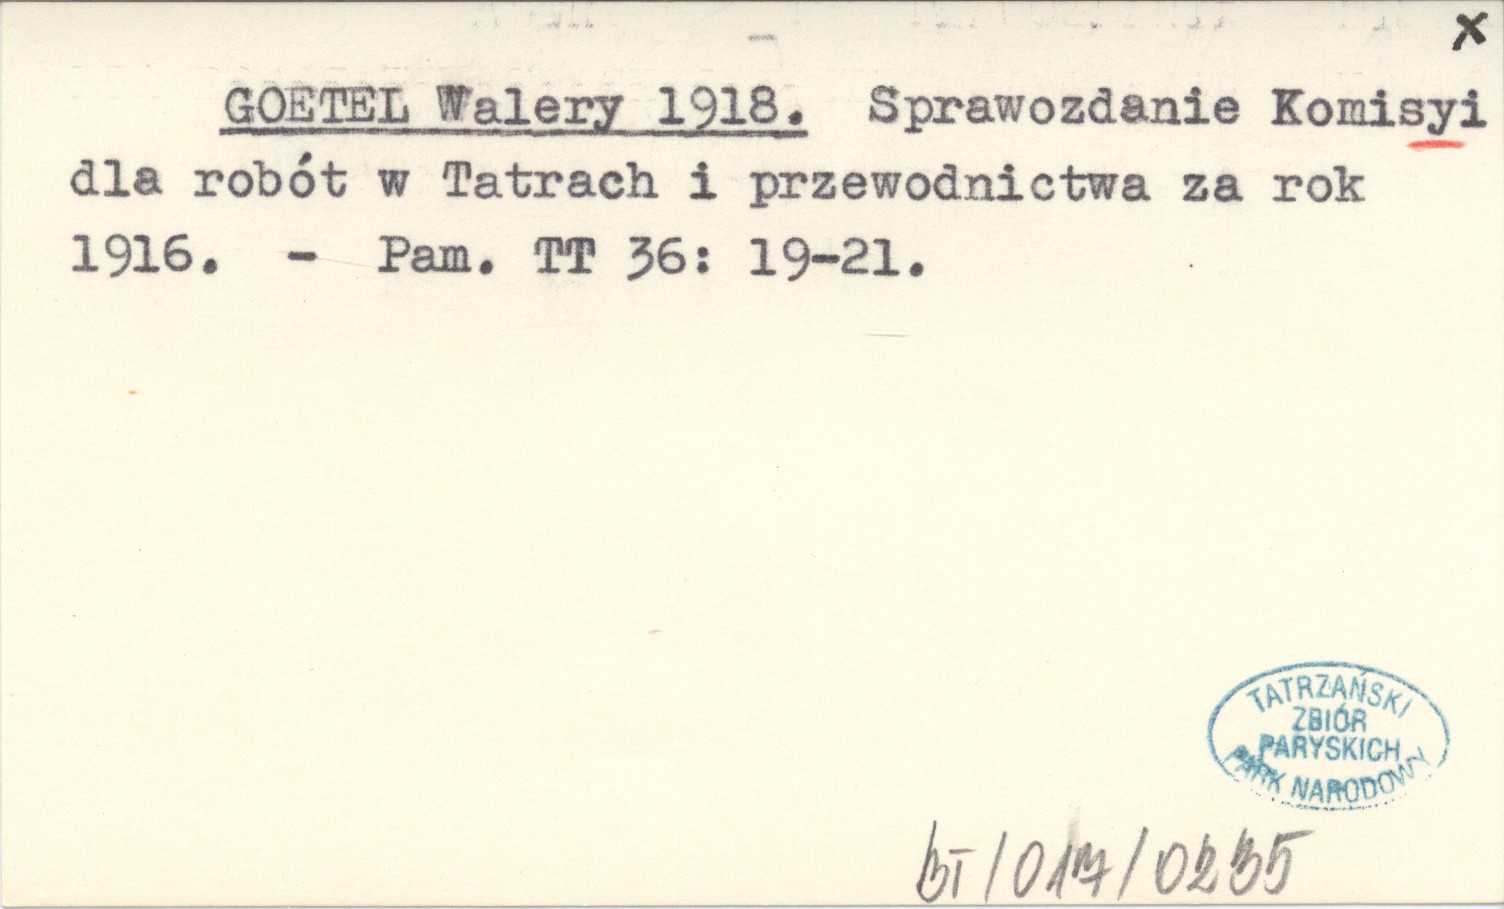 x
GOETEL Walery 1918. Sprawozdanie Komisyi
dla robót w Tatrach i przewodnictwa za rok
1916. - Pam. TT 36: 19-21.
TATRZAŃSKI
ZBIÓR
PARYSKICH
PARK NARODOWY
BT/017/0235